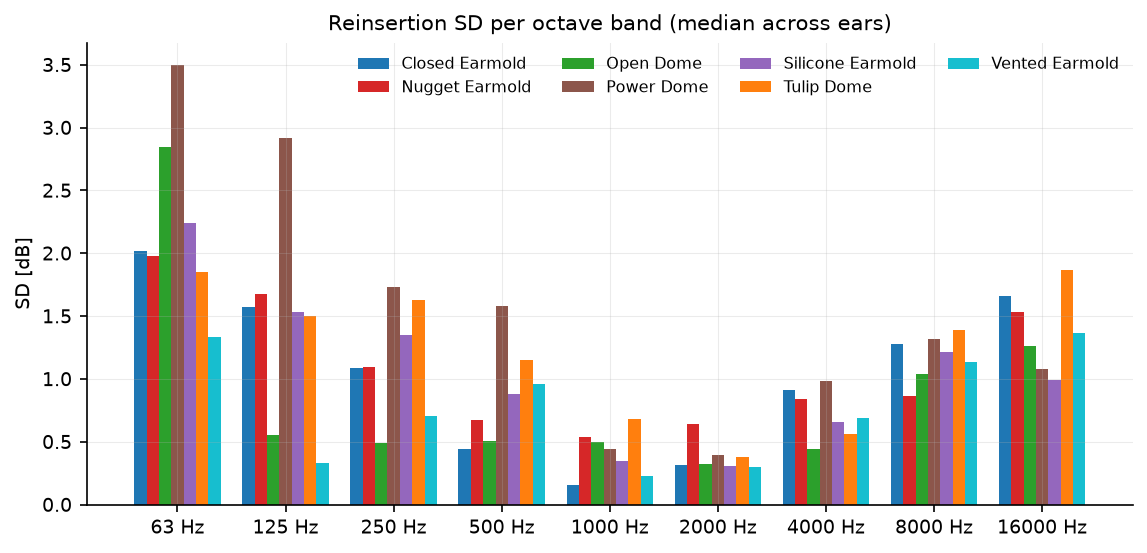 Reinsertion SD per octave band (median across ears)
Closed Earmold Open Dome Silicone Earmold Vented Earmold
Nugget Earmold Power Dome Tulip Dome
SD [dB]
3.5
3.0
2.5
2.0
1.5
1.0
0.5
0.0
63 Hz 125 Hz 250 Hz 500 Hz 1000 Hz 2000 Hz 4000 Hz 8000 Hz 16000 Hz